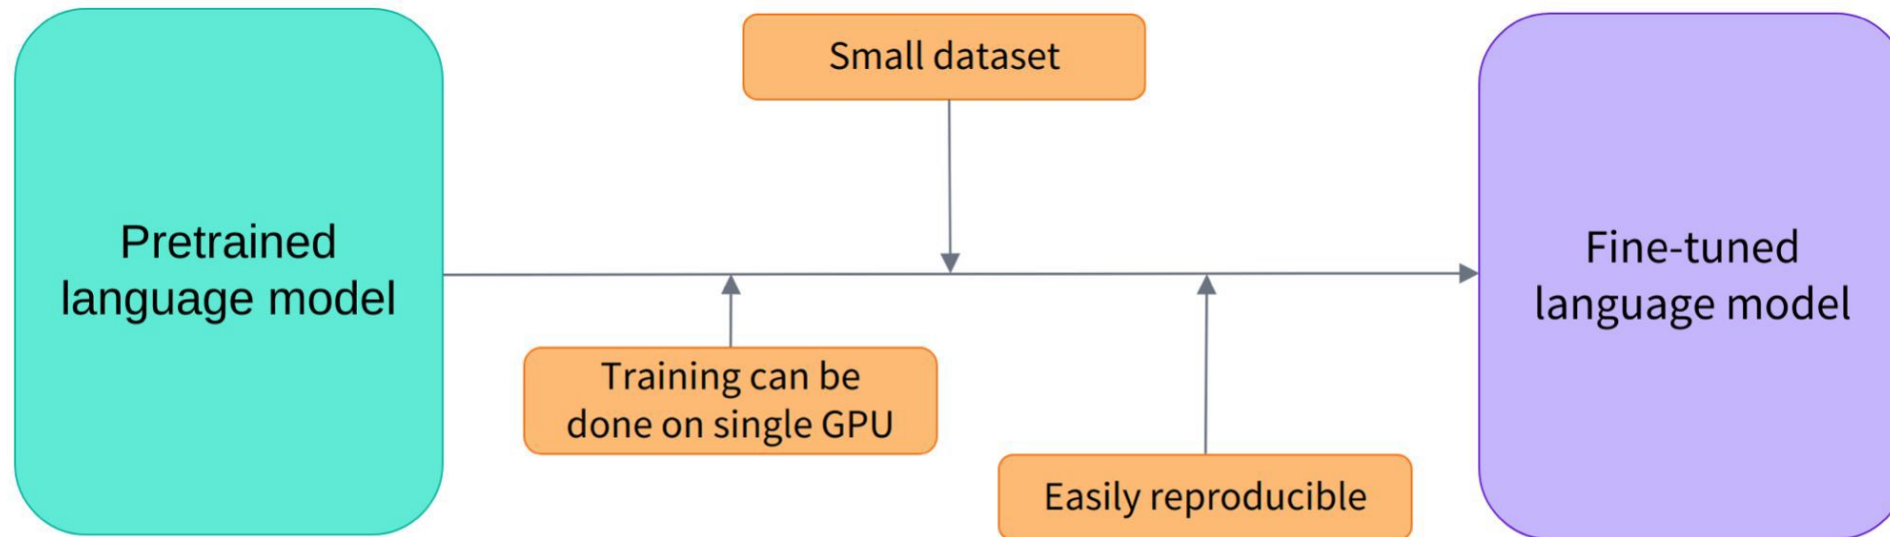 Small dataset
Pretrained
language model
Fine-tuned
language model
Training can be
done on single GPU
Easily reproducible